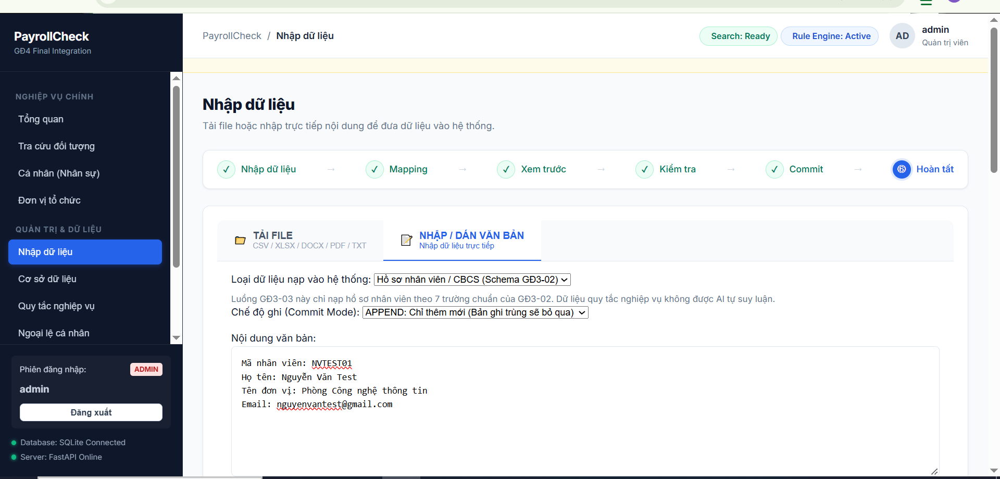 PayrollCheck
GĐ4 Final Integration
NGHIỆP VỤ CHÍNH
Tổng quan
Tra cứu đối tượng
Cá nhân (Nhân sự)
Đơn vị tổ chức
QUẢN TRỊ & DỮ LIỆU
Nhập dữ liệu
Cơ sở dữ liệu
Quy tắc nghiệp vụ
Ngoại lệ cá nhân
Phiên đăng nhập: ADMIN
admin
Đăng xuất
Database: SQLite Connected
Server: FastAPI Online
PayrollCheck / Nhập dữ liệu
Search: Ready
Rule Engine: Active
AD
admin
Quản trị viên
Nhập dữ liệu
Tải file hoặc nhập trực tiếp nội dung để đưa dữ liệu vào hệ thống.
✓ Nhập dữ liệu → ✓ Mapping → ✓ Xem trước → ✓ Kiểm tra → ✓ Commit → ⑥ Hoàn tất
TẢI FILE
CSV / XLSX / DOCX / PDF / TXT
NHẬP / DÁN VĂN BẢN
Nhập dữ liệu trực tiếp
Loại dữ liệu nạp vào hệ thống: Hồ sơ nhân viên / CBCS (Schema GĐ3-02)
Luồng GĐ3-03 này chỉ nạp hồ sơ nhân viên theo 7 trường chuẩn của GĐ3-02. Dữ liệu quy tắc nghiệp vụ không được AI tự suy luận.
Chế độ ghi (Commit Mode): APPEND: Chỉ thêm mới (Bản ghi trùng sẽ bỏ qua)
Nội dung văn bản:
Mã nhân viên: NVTEST01
Họ tên: Nguyễn Văn Test
Tên đơn vị: Phòng Công nghệ thông tin
Email: nguyenvantest@gmail.com